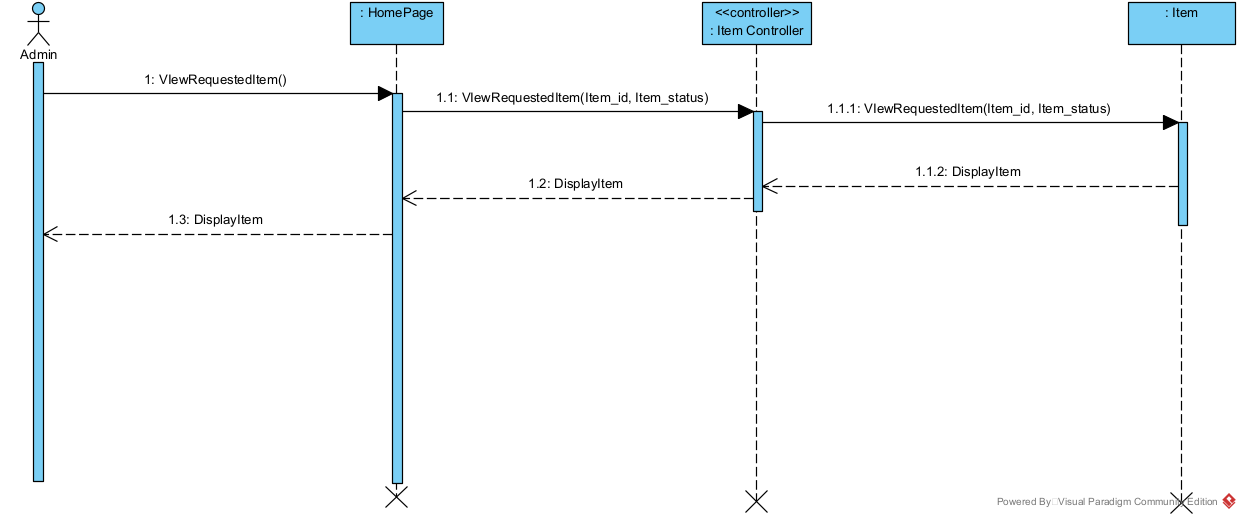 : HomePage
<<controller>>
: Item Controller
: Item
Admin
1: VIewRequestedItem()
1.1: VIewRequestedItem(Item_id, Item_status)
1.1.1: VIewRequestedItem(Item_id, Item_status)
1.1.2: DisplayItem
1.2: DisplayItem
1.3: DisplayItem
Powered By Visual Paradigm Community Edition